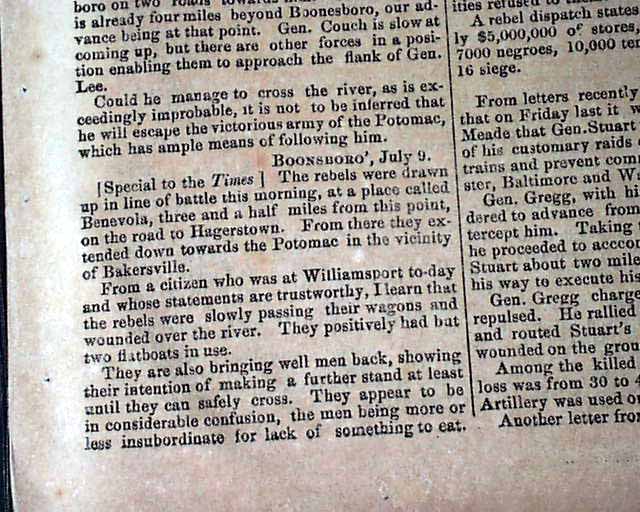 boro on two roads towards
is already four miles beyond Boonesboro, our ad-
vance being at that point. Gen. Couch is slow at
coming up, but there are other forces in a posi-
tion enabling them to approach the flank of Gen.
Lee.
Could he manage to cross the river, as is ex-
ceedingly improbable, it is not to be inferred that
he will escape the victorious army of the Potomac,
which has ample means of following him.
BOONSBORO', July 9.
[Special to the Times] The rebels were drawn
up in line of battle this morning, at a place called
Benevola, three and a half miles from this point,
on the road to Hagerstown. From there they ex-
tended down towards the Potomac in the vicinity
of Bakersville.
From a citizen who was at Williamsport to-day
and whose statements are trustworthy, I learn that
the rebels were slowly passing their wagons and
wounded over the river. They positively had but
two flatboats in use.
They are also bringing well men back, showing
their intention of making a further stand at least
until they can safely cross. They appear to be
in considerable confusion, the men being more or
less insubordinate for lack of something to eat.
ities refused to
A rebel dispatch states
ly $5,000,000 of stores,
7000 negroes, 10,000
16 siege.
From letters recently
that on Friday last it
Meade that Gen. Stuart
of his customary raids
trains and prevent com
ster, Baltimore and
Gen. Gregg, with hi
dered to advance from
tercept him. Taking
he proceeded to acccor
Stuart about two mile
his way to execute his
Gen. Gregg charge
repulsed. He rallied
and routed Stuart's
wounded on the grou
Among the killed
loss was from 30 to
Artillery was used
Another letter from